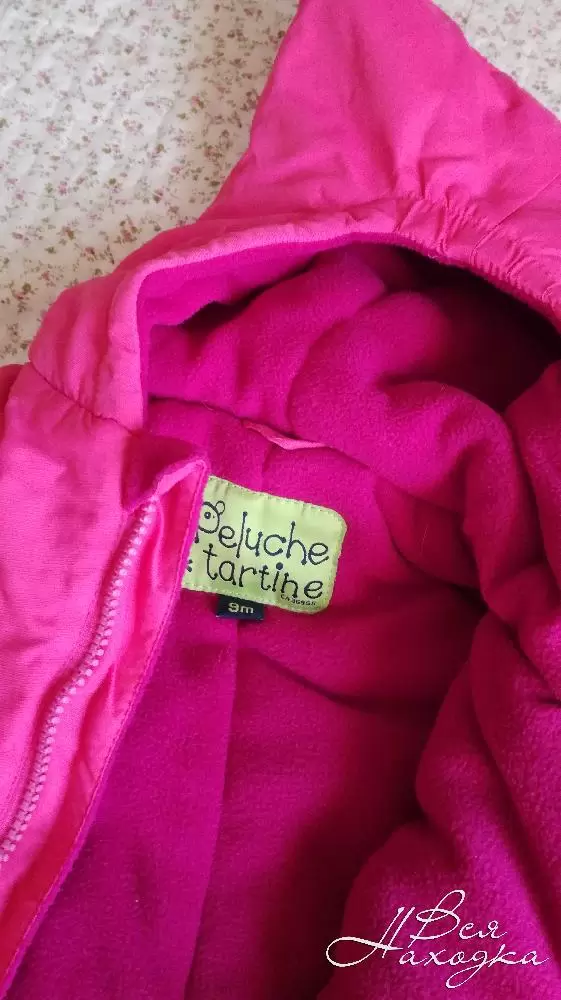 Peluche
& tartine
9m
Вся
Находка